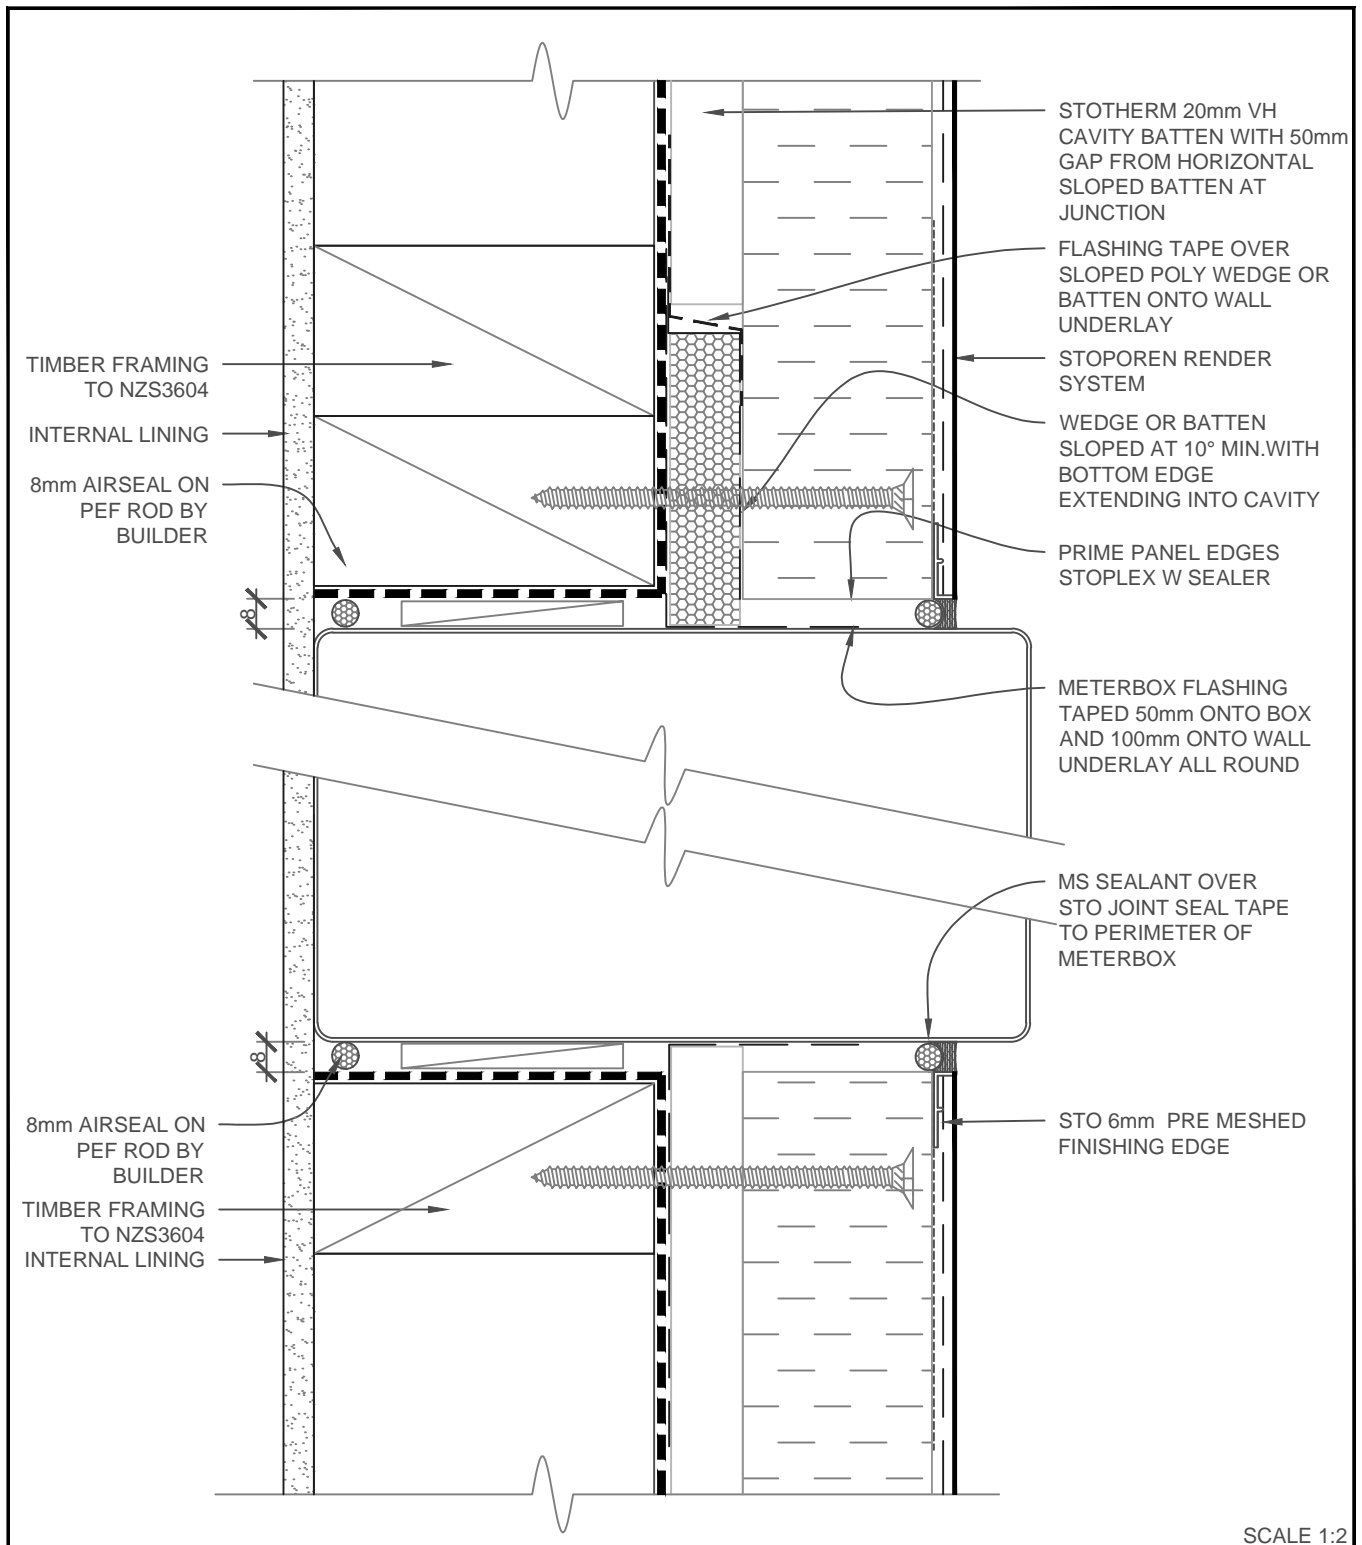 STOTHERM 20mm VH
CAVITY BATTEN WITH 50mm
GAP FROM HORIZONTAL
SLOPED BATTEN AT
JUNCTION
FLASHING TAPE OVER
SLOPED POLY WEDGE OR
BATTEN ONTO WALL
UNDERLAY
STOPOREN RENDER
SYSTEM
WEDGE OR BATTEN
SLOPED AT 10° MIN.WITH
BOTTOM EDGE
EXTENDING INTO CAVITY
PRIME PANEL EDGES
STOPLEX W SEALER
METERBOX FLASHING
TAPED 50mm ONTO BOX
AND 100mm ONTO WALL
UNDERLAY ALL ROUND
MS SEALANT OVER
STO JOINT SEAL TAPE
TO PERIMETER OF
METERBOX
STO 6mm PRE MESHED
FINISHING EDGE
TIMBER FRAMING
TO NZS3604
INTERNAL LINING
8mm AIRSEAL ON
PEF ROD BY
BUILDER
8
8
8mm AIRSEAL ON
PEF ROD BY
BUILDER
TIMBER FRAMING
TO NZS3604
INTERNAL LINING
SCALE 1:2